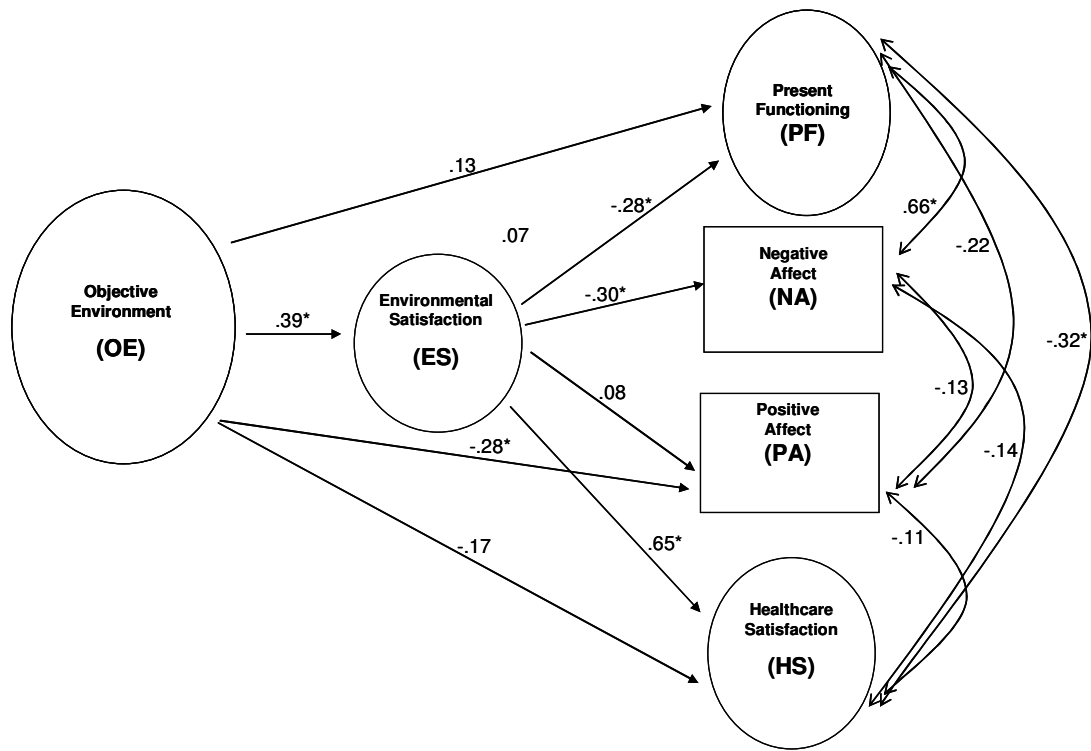 Present
Functioning
(PF)
.13
-.28*
.66*
.07
-.22
Negative
Affect
(NA)
Objective
Environment
(OE)
Environmental
Satisfaction
(ES)
-.30*
.39*
-.32*
.08
-.13
Positive
Affect
(PA)
-.28*
-.14
-.17
.65*
-.11
Healthcare
Satisfaction
(HS)